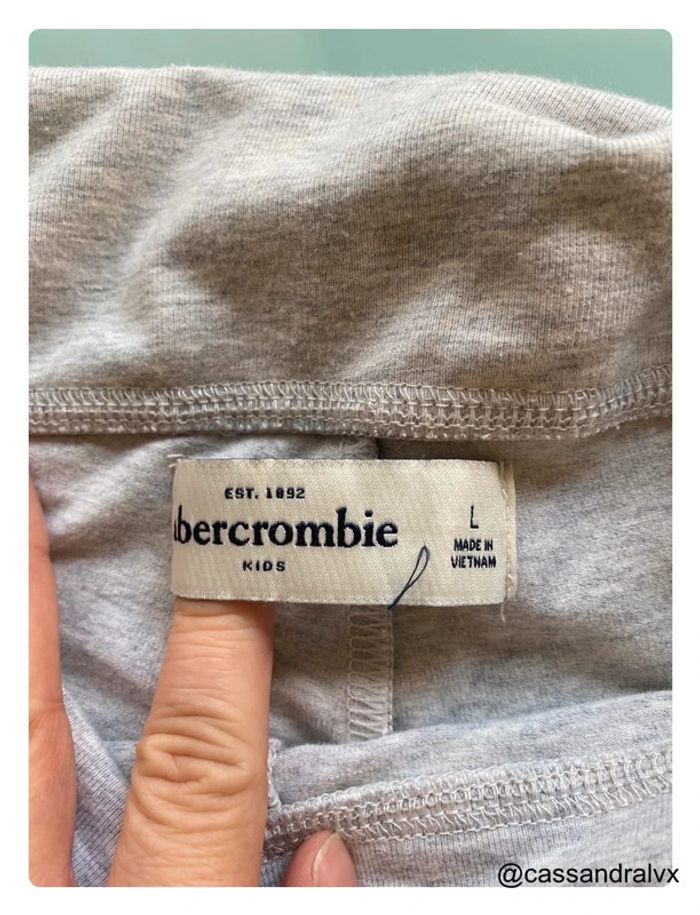 EST. 1892
abercrombie
KIDS
L
MADE IN
VIETNAM
@cassandralvx